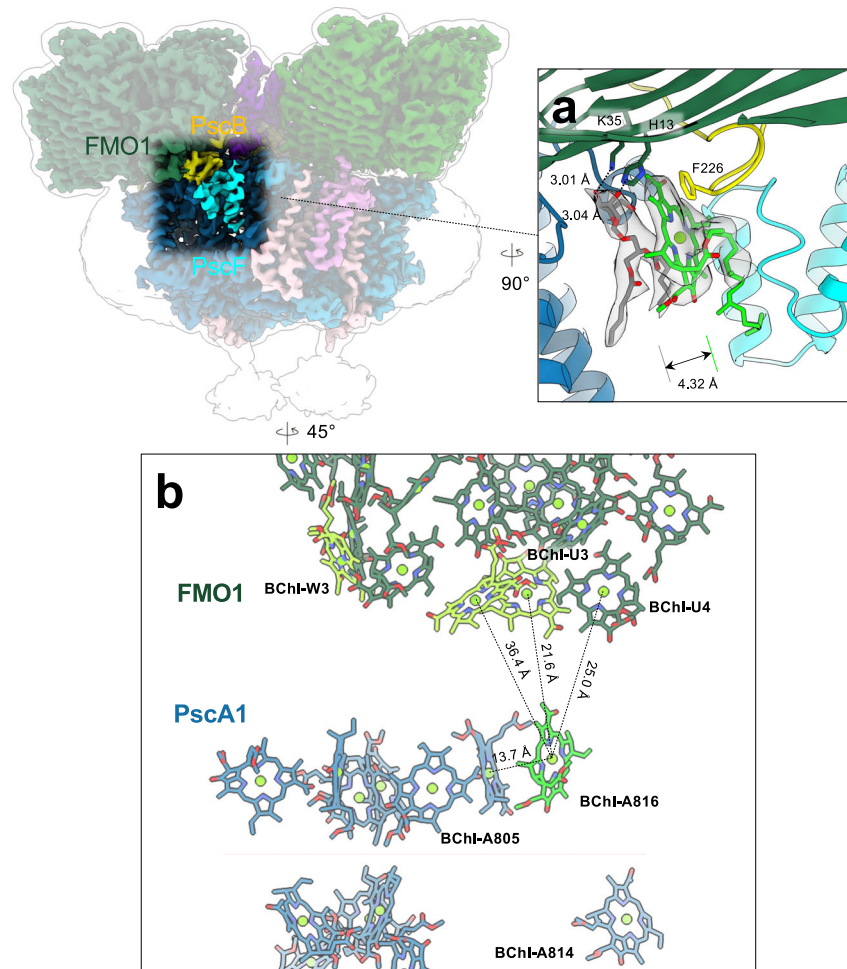 PscB
FMO1
PscF
90°
45°
a
K35
H13
F226
3.01 Å
3.04 Å
4.32 Å
b
BChl-U3
BChl-W3
FMO1
BChl-U4
36.4 Å
21.6 Å
25.0 Å
PscA1
13.7 Å
BChl-A816
BChl-A805
BChl-A814